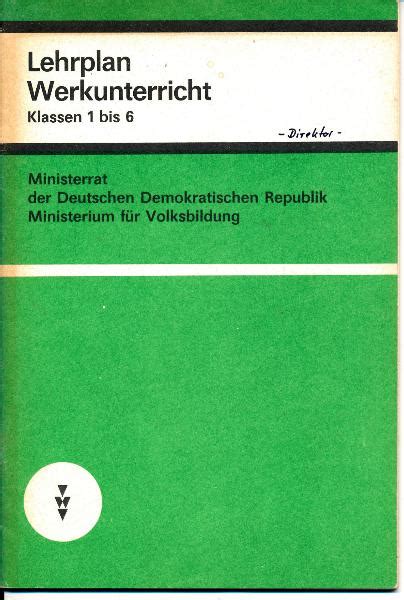 Lehrplan
Werkunterricht
Klassen 1 bis 6
- Direktor -
Ministerrat
der Deutschen Demokratischen Republik
Ministerium für Volksbildung